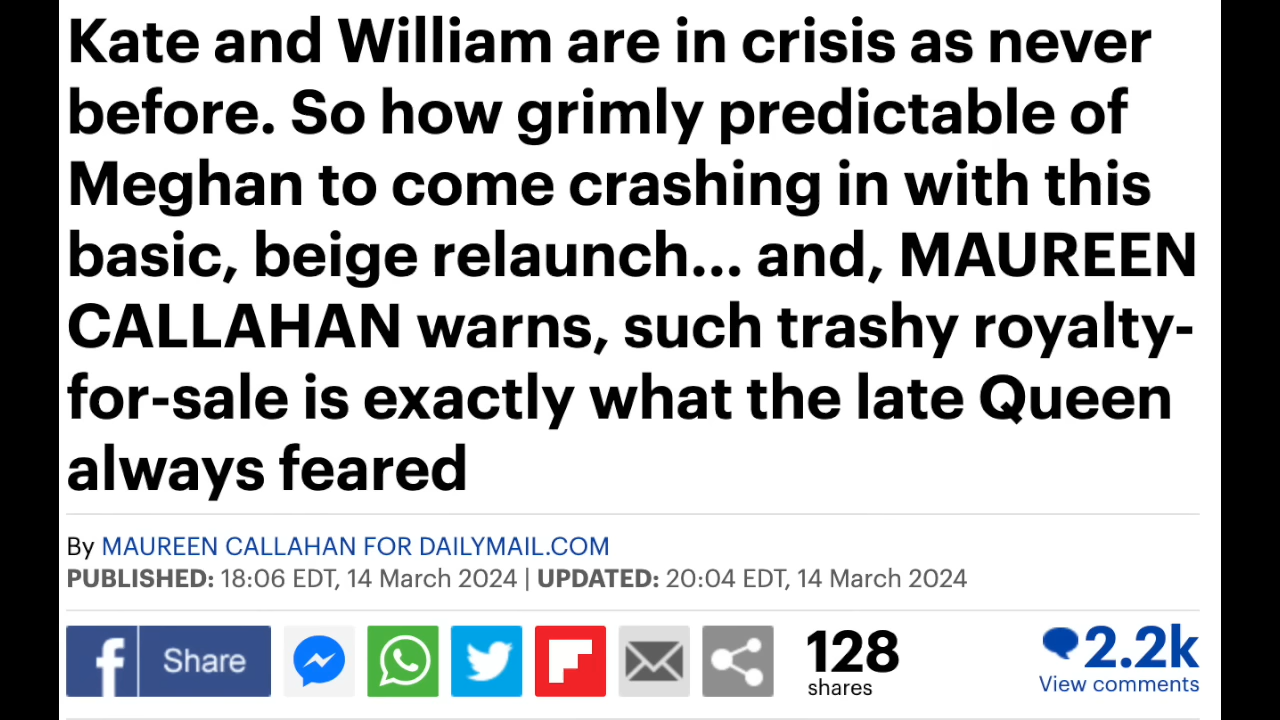 Kate and William are in crisis as never
before. So how grimly predictable of
Meghan to come crashing in with this
basic, beige relaunch... and, MAUREEN
CALLAHAN warns, such trashy royalty-
for-sale is exactly what the late Queen
always feared
By MAUREEN CALLAHAN FOR DAILYMAIL.COM
PUBLISHED: 18:06 EDT, 14 March 2024 | UPDATED: 20:04 EDT, 14 March 2024
Share
128
shares
2.2k
View comments